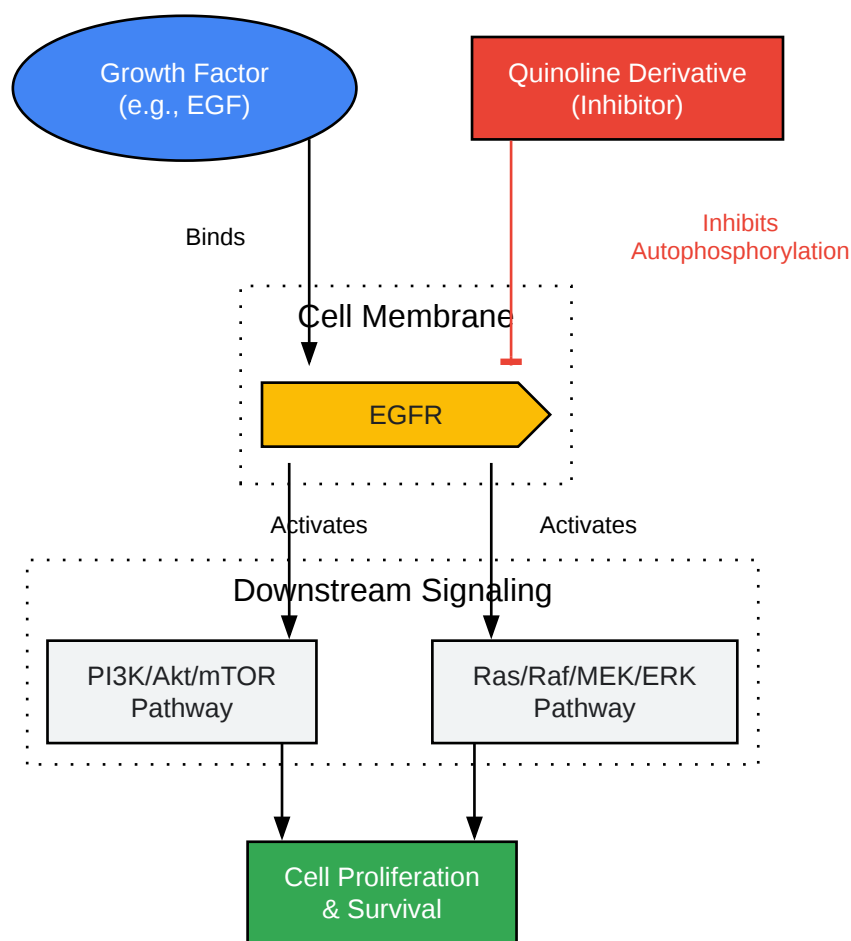 Growth Factor
(e.g., EGF)
Quinoline Derivative
(Inhibitor)
Binds
Inhibits
Autophosphorylation
Cell Membrane
EGFR
Activates
Activates
Downstream Signaling
PI3K/Akt/mTOR
Pathway
Ras/Raf/MEK/ERK
Pathway
Cell Proliferation
& Survival